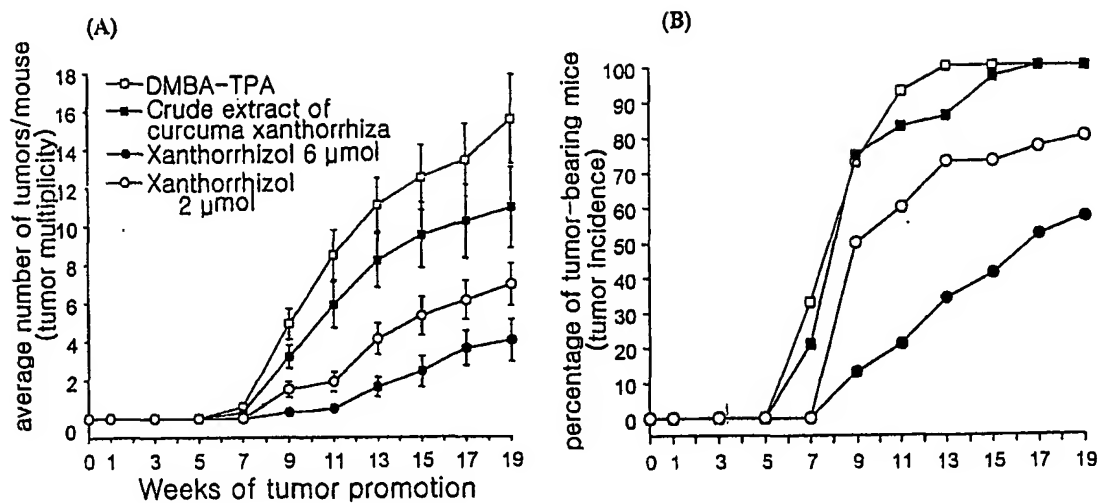 (A)
(B)
average number of tumors/mouse
(tumor multiplicity)
18
16
14
12
10
8
6
4
2
0
DMBA-TPA
Crude extract of
curcuma xanthorrhiza
Xanthorrhizol 6 μmol
Xanthorrhizol
2 μmol
0 1 3 5 7 9 11 13 15 17 19
Weeks of tumor promotion
percentage of tumor-bearing mice
(tumor incidence)
100
90
80
70
60
50
40
30
20
10
0
0 1 3 5 7 9 11 13 15 17 19